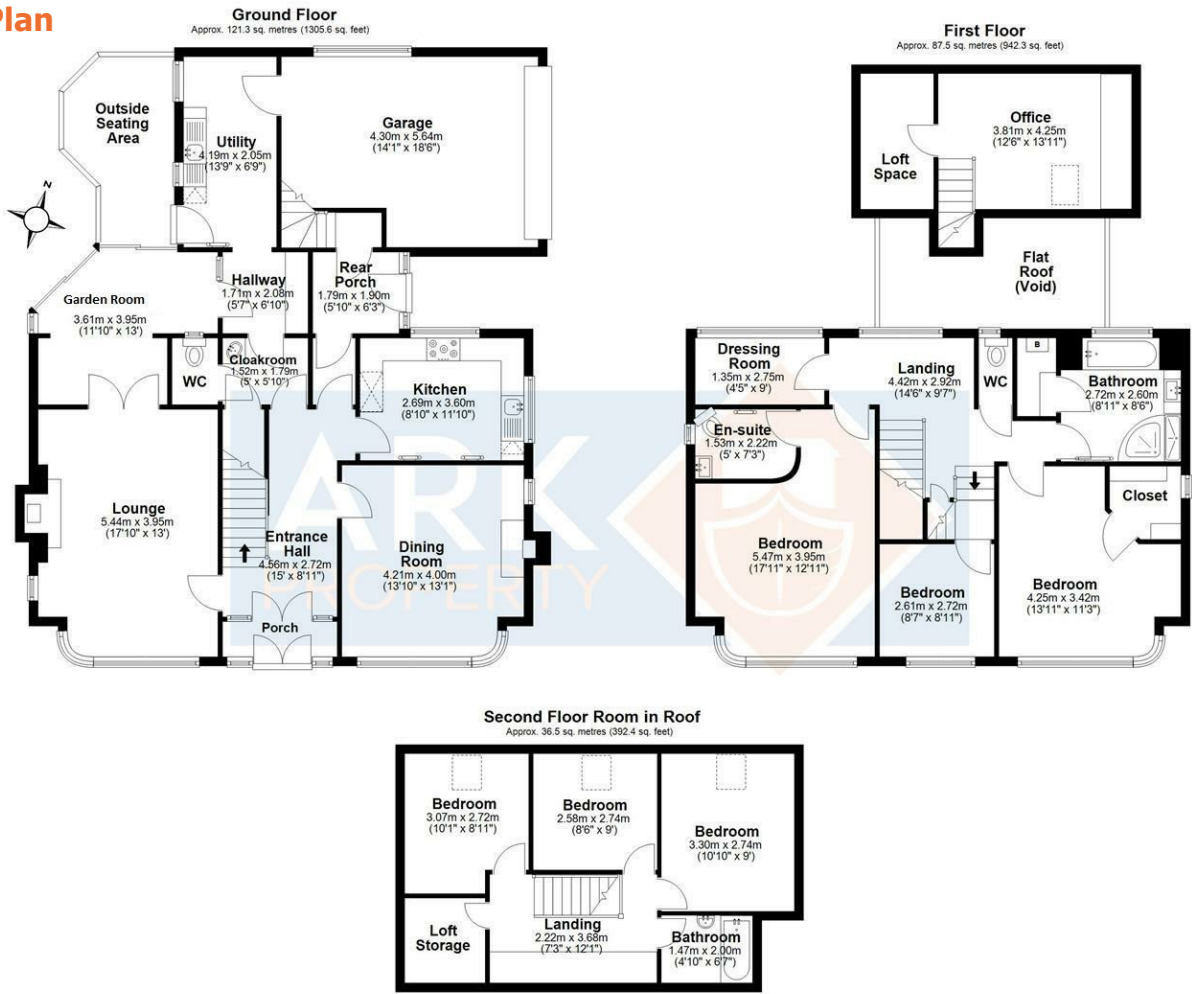 Plan
Ground Floor
Approx. 121.3 sq. metres (1305.6 sq. feet)
Outside
Seating
Area
Utility
4.19m x 2.05m
(13'9" x 6'9")
Garage
4.30m x 5.64m
(14'1" x 18'6")
N
Hallway
1.71m x 2.08m
(5'7" x 6'10")
Rear
Porch
1.79m x 1.90m
(5'10" x 6'3")
Garden Room
3.61m x 3.95m
(11'10" x 13')
WC
Cloakroom
1.52m x 1.79m
(5' x 5'10")
Kitchen
2.69m x 3.60m
(8'10" x 11'10")
Lounge
5.44m x 3.95m
(17'10" x 13')
Entrance
Hall
4.56m x 2.72m
(15' x 8'11")
Dining
Room
4.21m x 4.00m
(13'10" x 13'1")
Porch
First Floor
Approx. 87.5 sq. metres (942.3 sq. feet)
Loft
Space
Office
3.81m x 4.25m
(12'6" x 13'11")
Flat
Roof
(Void)
Dressing
Room
1.35m x 2.75m
(4'5" x 9')
Landing
4.42m x 2.92m
(14'6" x 9'7")
WC
B
Bathroom
2.72m x 2.60m
(8'11" x 8'6")
En-suite
1.53m x 2.22m
(5' x 7'3")
Closet
Bedroom
5.47m x 3.95m
(17'11" x 12'11")
Bedroom
2.61m x 2.72m
(8'7" x 8'11")
Bedroom
4.25m x 3.42m
(13'11" x 11'3")
ARK
PROPERTY
Second Floor Room in Roof
Approx. 36.5 sq. metres (392.4 sq. feet)
Bedroom
3.07m x 2.72m
(10'1" x 8'11")
Bedroom
2.58m x 2.74m
(8'6" x 9')
Bedroom
3.30m x 2.74m
(10'10" x 9')
Loft
Storage
Landing
2.22m x 3.68m
(7'3" x 12'1")
Bathroom
1.47m x 2.00m
(4'10" x 6'7")